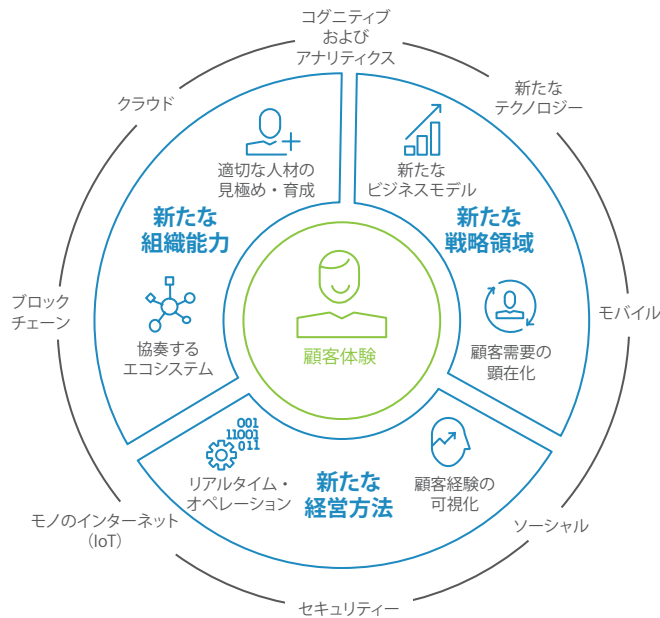 コグニティブ
および
アナリティクス
新たな
テクノロジー
モバイル
ソーシャル
セキュリティー
モノのインターネット
（IoT）
ブロック
チェーン
クラウド
適切な人材の
見極め・育成
新たな
組織能力
協奏する
エコシステム
新たな
ビジネスモデル
新たな
戦略領域
顧客需要の
顕在化
顧客体験
001
11001
011
リアルタイム・
オペレーション
新たな
経営方法
顧客経験の
可視化